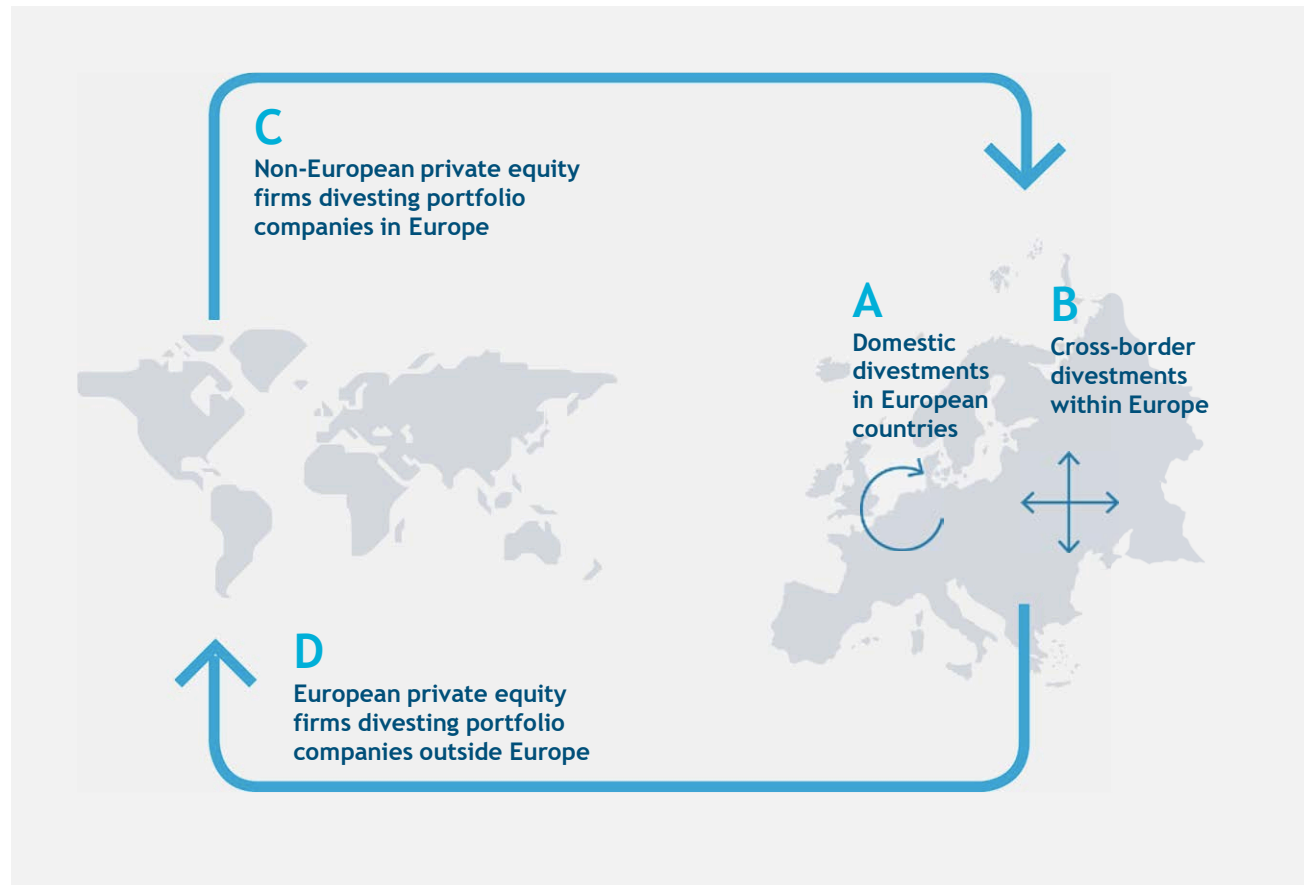 C
Non-European private equity
firms divesting portfolio
companies in Europe
A
Domestic
divestments
in European
countries
B
Cross-border
divestments
within Europe
D
European private equity
firms divesting portfolio
companies outside Europe